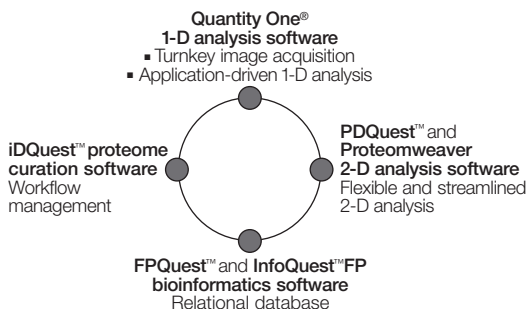 Quantity One®
1-D analysis software
▪ Turnkey image acquisition
▪ Application-driven 1-D analysis
iDQuest™ proteome
curation software
Workflow
management
PDQuest™ and
Proteomweaver
2-D analysis software
Flexible and streamlined
2-D analysis
FPQuest™ and InfoQuest™FP
bioinformatics software
Relational database